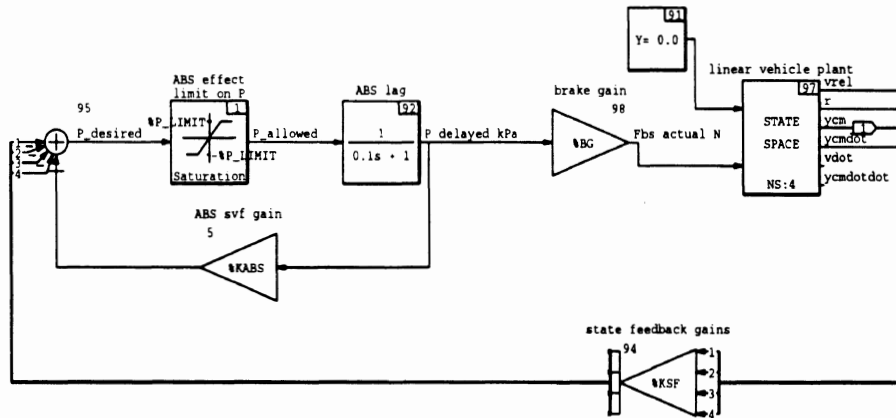 91
Y= 0.0
linear vehicle plant
97
vrel
r
ycm
1
ycmdot
vdot
ycmdotdot
STATE
SPACE
NS:4
ABS effect
limit on P
1
%P_LIMIT
-%P_LIMIT
Saturation
95
P_desired
P_allowed
ABS lag
92
1
0.1s + 1
P delayed kPa
brake gain
98
%BG
Fbs actual N
1
2
3
4
ABS svf gain
5
%KABS
state feedback gains
94
%KSF
1
2
3
4